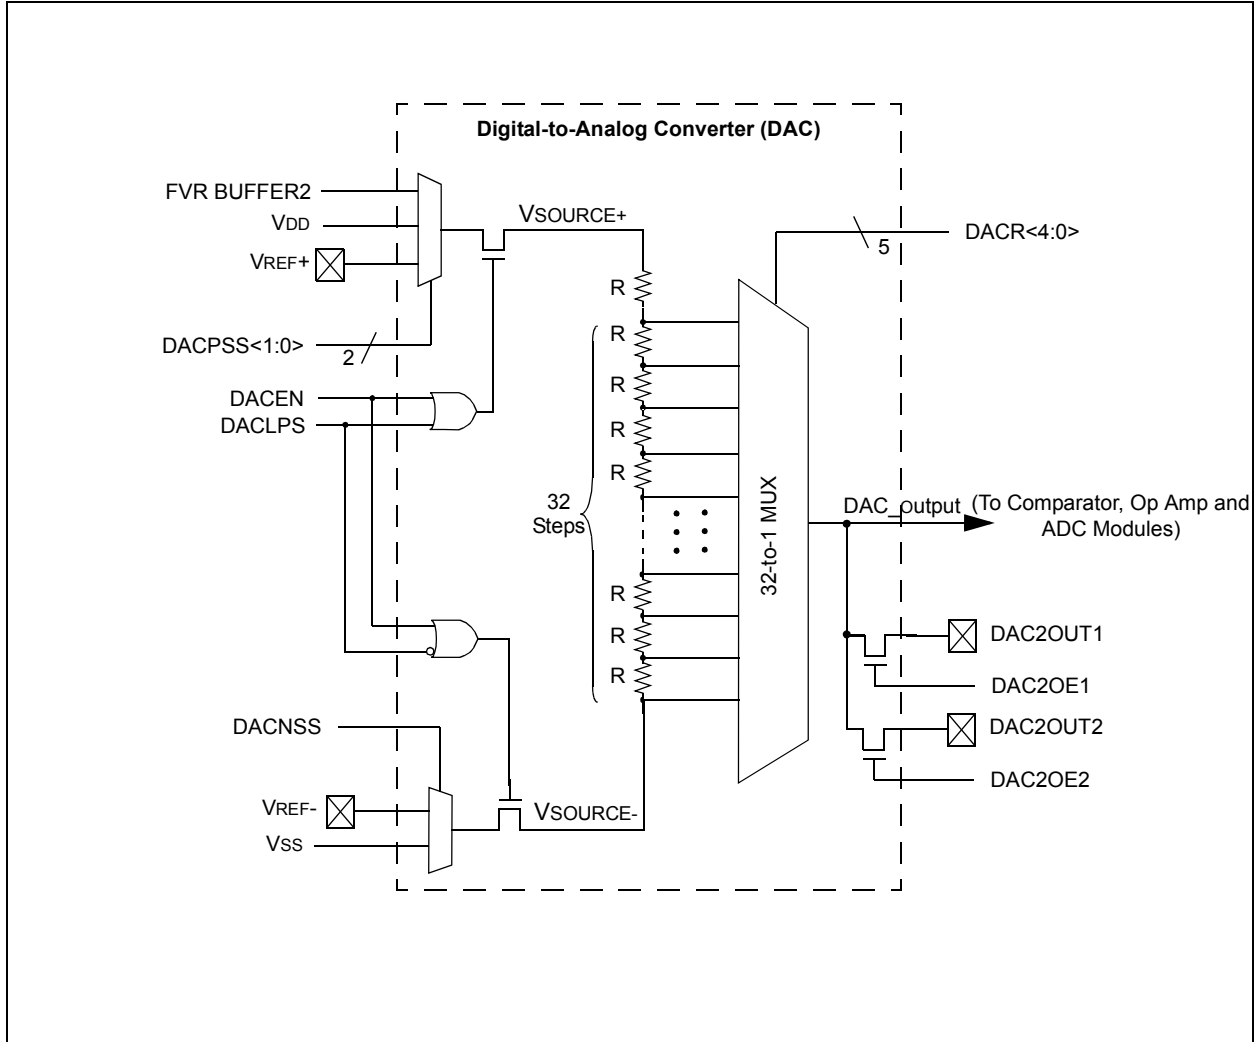 Digital-to-Analog Converter (DAC)
FVR BUFFER2
VDD
VREF+
VSOURCE+
DACR<4:0>
5
DACPSS<1:0>
2
DACEN
DACLPS
R
R
R
R
R
32
Steps
32-to-1 MUX
DAC_output
(To Comparator, Op Amp and
ADC Modules)
R
R
R
DAC2OUT1
DAC2OE1
DAC2OUT2
DAC2OE2
DACNSS
VREF-
VSS
VSOURCE-